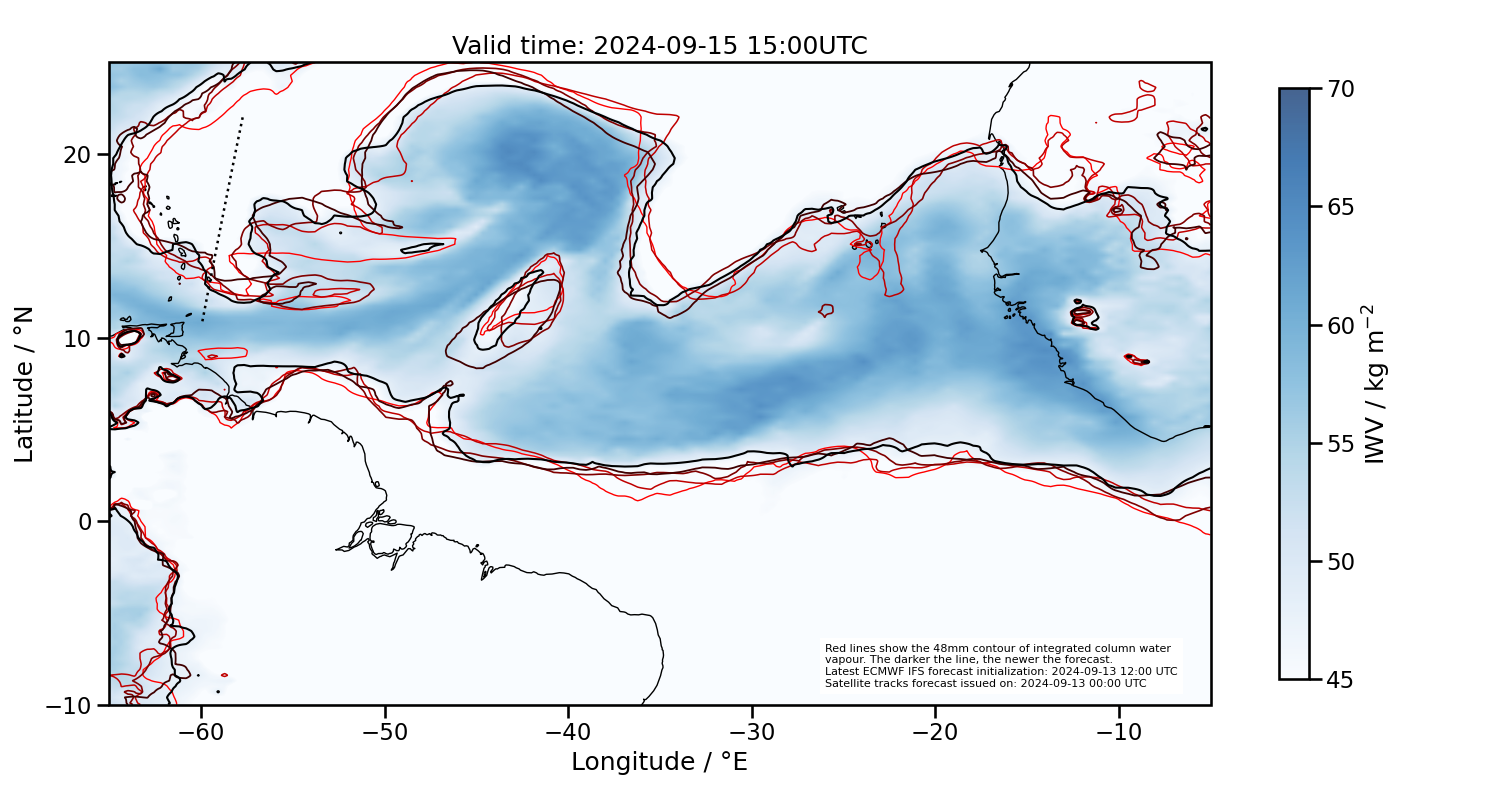 Valid time: 2024-09-15 15:00UTC
20
10
0
−10
Latitude / °N
−60
−50
−40
−30
−20
−10
Longitude / °E
Red lines show the 48mm contour of integrated column water
vapour. The darker the line, the newer the forecast.
Latest ECMWF IFS forecast initialization: 2024-09-13 12:00 UTC
Satellite tracks forecast issued on: 2024-09-13 00:00 UTC
70
65
60
55
50
45
IWV / kg m⁻²